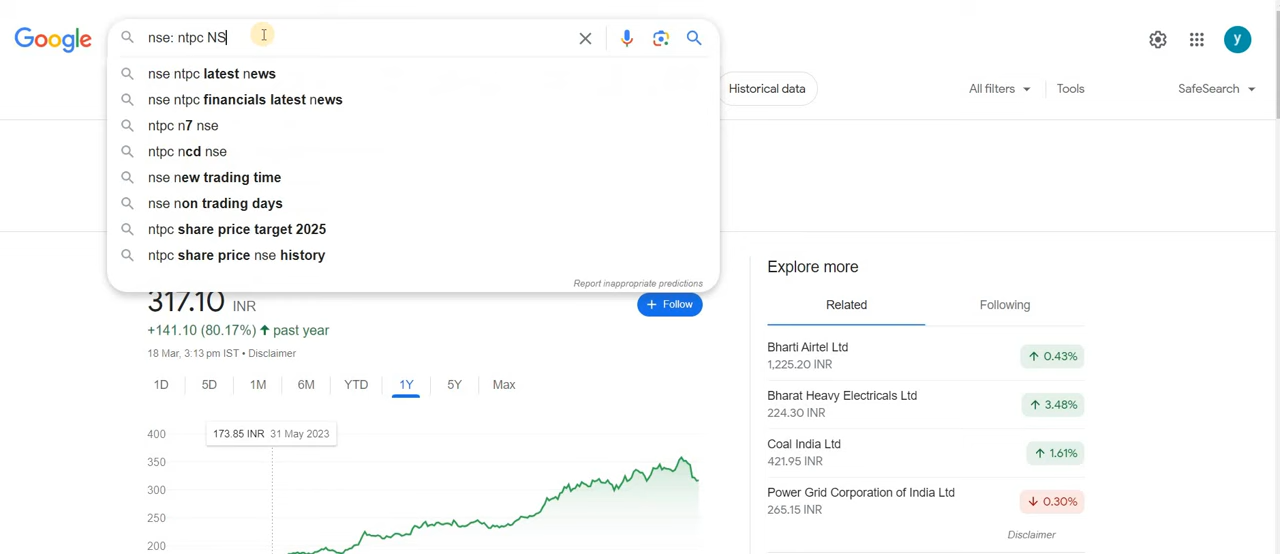 Google
nse: ntpc NS
y
nse ntpc latest news
nse ntpc financials latest news
ntpc n7 nse
ntpc ncd nse
nse new trading time
nse non trading days
ntpc share price target 2025
ntpc share price nse history
Report inappropriate predictions
Historical data
All filters
Tools
SafeSearch
317.10 INR
+ Follow
+141.10 (80.17%) ↑ past year
18 Mar, 3:13 pm IST • Disclaimer
1D 5D 1M 6M YTD 1Y 5Y Max
173.85 INR 31 May 2023
400
350
300
250
200
Explore more
Related Following
Bharti Airtel Ltd
1,225.20 INR
↑ 0.43%
Bharat Heavy Electricals Ltd
224.30 INR
↑ 3.48%
Coal India Ltd
421.95 INR
↑ 1.61%
Power Grid Corporation of India Ltd
265.15 INR
↓ 0.30%
Disclaimer